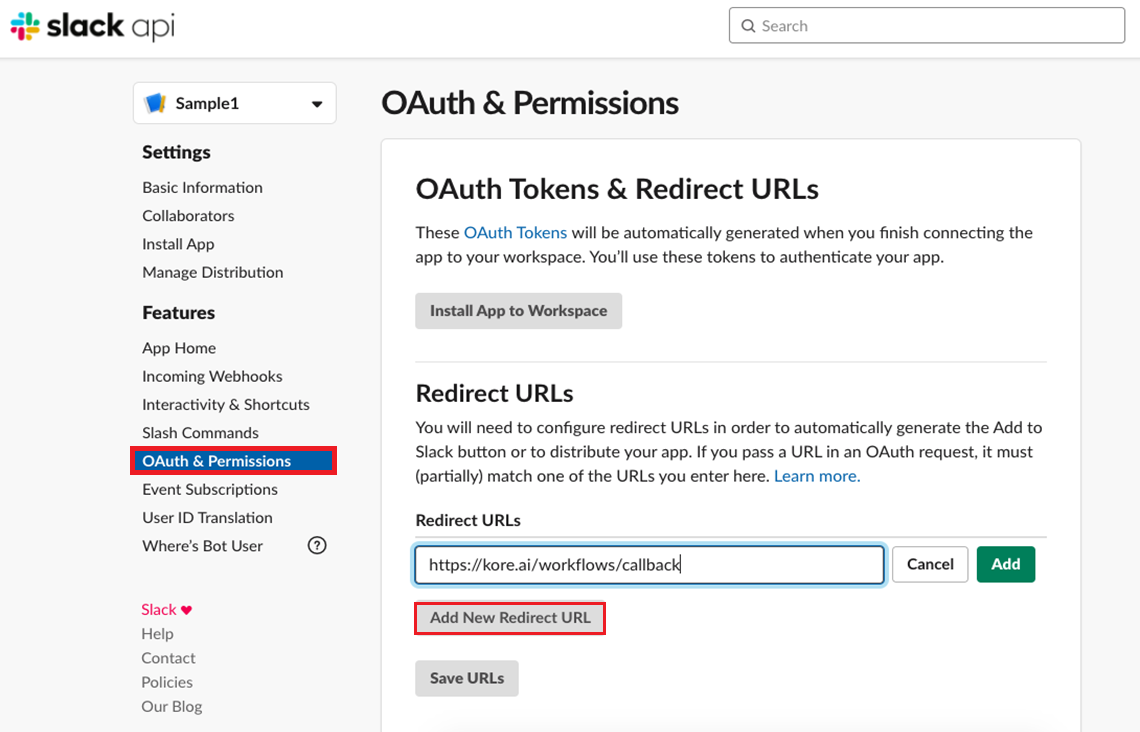 slack api
Search
Sample1
OAuth & Permissions
Settings
Basic Information
Collaborators
Install App
Manage Distribution
Features
App Home
Incoming Webhooks
Interactivity & Shortcuts
Slash Commands
OAuth & Permissions
Event Subscriptions
User ID Translation
Where's Bot User
?
Slack ♥
Help
Contact
Policies
Our Blog
OAuth Tokens & Redirect URLs
These OAuth Tokens will be automatically generated when you finish connecting the
app to your workspace. You'll use these tokens to authenticate your app.
Install App to Workspace
Redirect URLs
You will need to configure redirect URLs in order to automatically generate the Add to
Slack button or to distribute your app. If you pass a URL in an OAuth request, it must
(partially) match one of the URLs you enter here. Learn more.
Redirect URLs
https://kore.ai/workflows/callback
Cancel
Add
Add New Redirect URL
Save URLs